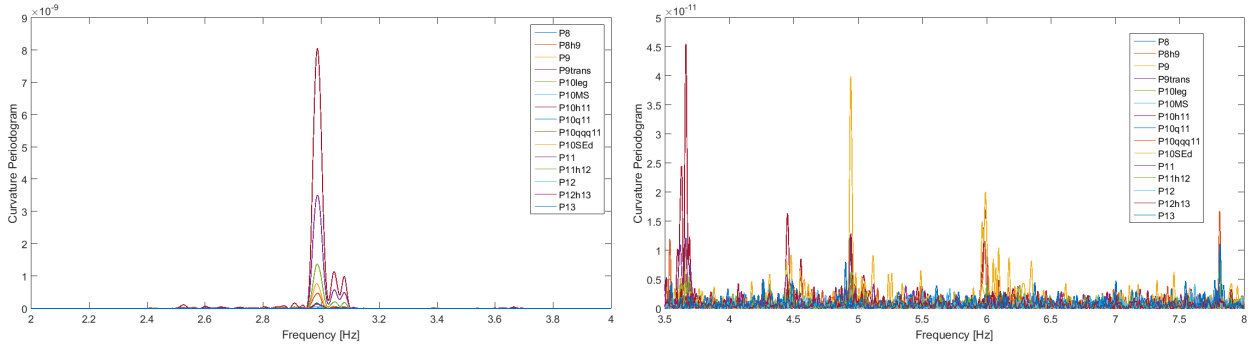 ×10⁻⁹
9
8
7
6
5
4
3
2
1
0
Curvature Periodogram
2
2.2
2.4
2.6
2.8
3
3.2
3.4
3.6
3.8
4
Frequency [Hz]
P8
P8h9
P9
P9trans
P10leg
P10MS
P10h11
P10q11
P10qqq11
P10SEd
P11
P11h12
P12
P12h13
P13
×10⁻¹¹
5
4.5
4
3.5
3
2.5
2
1.5
1
0.5
0
Curvature Periodogram
3.5
4
4.5
5
5.5
6
6.5
7
7.5
8
Frequency [Hz]
P8
P8h9
P9
P9trans
P10leg
P10MS
P10h11
P10q11
P10qqq11
P10SEd
P11
P11h12
P12
P12h13
P13